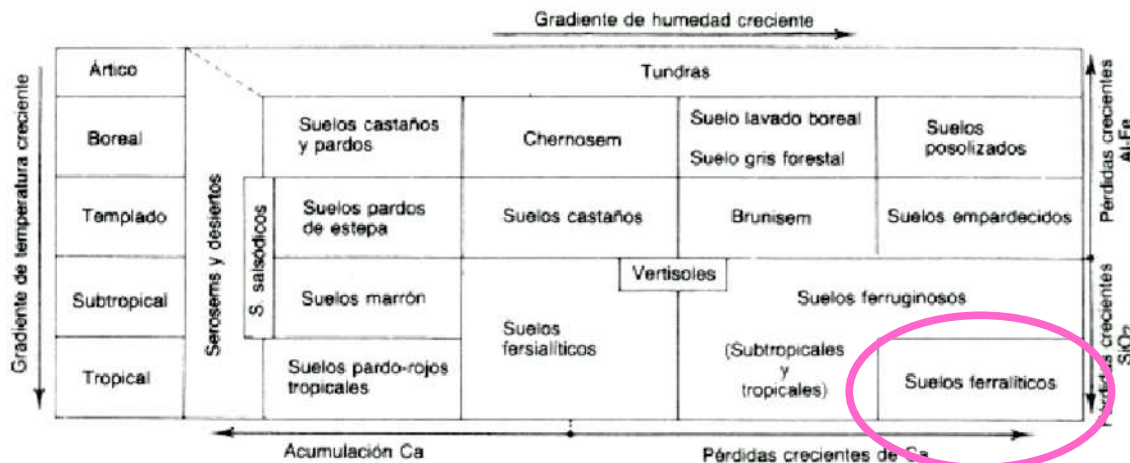 Gradiente de humedad creciente
Gradiente de temperatura creciente
Ártico
Boreal
Templado
Subtropical
Tropical
Serosems y desiertos
S. salsódicos
Tundras
Suelos castaños
y pardos
Chernosem
Suelo lavado boreal
Suelo gris forestal
Suelos
posolizados
Suelos pardos
de estepa
Suelos castaños
Brunisem
Suelos empardecidos
Vertisoles
Suelos marrón
Suelos
fersialíticos
Suelos ferruginosos
Suelos pardo-rojos
tropicales
(Subtropicales
y
tropicales)
Suelos ferralíticos
Pérdidas crecientes
Al-Fe
Pérdidas crecientes
SiO₂
Acumulación Ca
Pérdidas crecientes de Ca